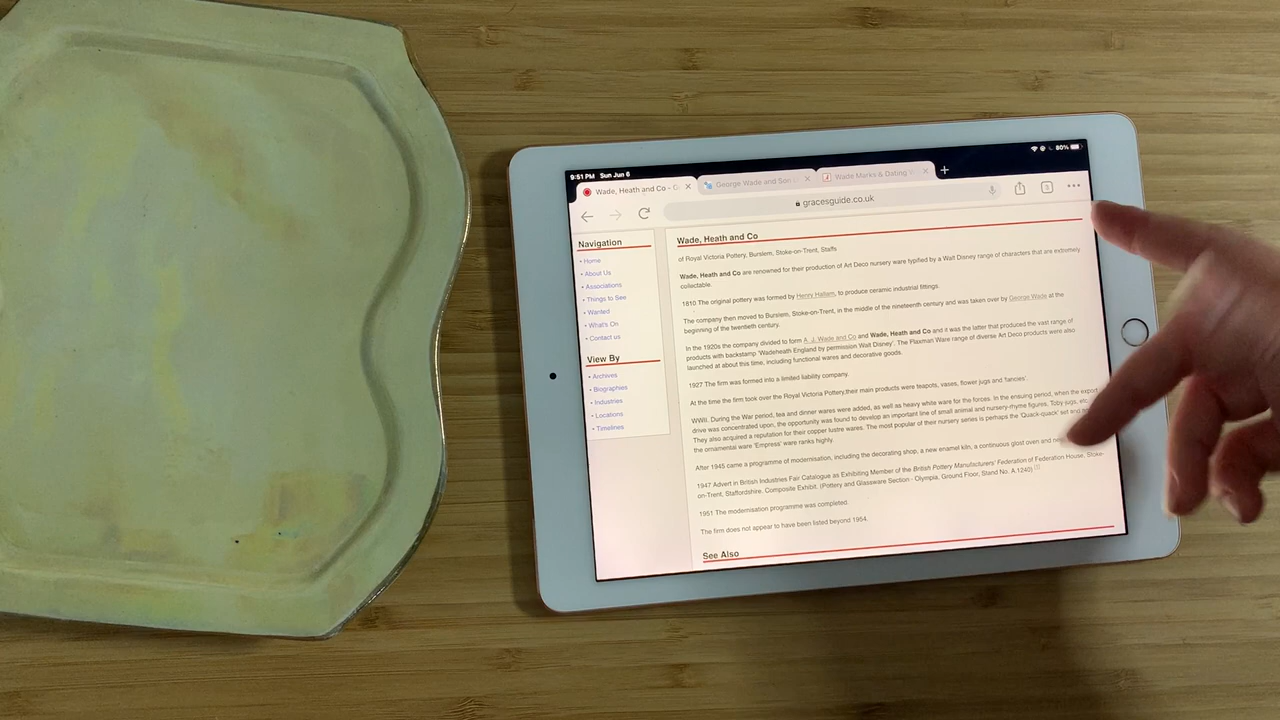 9:51 PM Sun Jun 6
80%
Wade, Heath and Co - G
George Wade and Son L
Wade Marks & Dating
gracesguide.co.uk
3
Navigation
• Home
• About Us
• Associations
• Things to See
• Wanted
• What's On
• Contact us
View By
• Archives
• Biographies
• Industries
• Locations
• Timelines
Wade, Heath and Co
of Royal Victoria Pottery, Burslem, Stoke-on-Trent, Staffs
Wade, Heath and Co are renowned for their production of Art Deco nursery ware typified by a Walt Disney range of characters that are extremely
collectable.
1810 The original pottery was formed by Henry Hallam, to produce ceramic industrial fittings.
The company then moved to Burslem, Stoke-on-Trent, in the middle of the nineteenth century and was taken over by George Wade at the
beginning of the twentieth century.
In the 1920s the company divided to form A. J. Wade and Co and Wade, Heath and Co and it was the latter that produced the vast range of
products with backstamp 'Wadeheath England by permission Walt Disney'. The Flaxman Ware range of diverse Art Deco products were also
launched at about this time, including functional wares and decorative goods.
1927 The firm was formed into a limited liability company.
At the time the firm took over the Royal Victoria Pottery,their main products were teapots, vases, flower jugs and 'fancies'.
WWII. During the War period, tea and dinner wares were added, as well as heavy white ware for the forces. In the ensuing period, when the export
drive was concentrated upon, the opportunity was found to develop an important line of small animal and nursery-rhyme figures: Toby jugs, etc.
They also acquired a reputation for their copper lustre wares. The most popular of their nursery series is perhaps the 'Quack-quack' set and
the ornamental ware 'Empress' ware ranks highly.
After 1945 came a programme of modernisation, including the decorating shop, a new enamel kiln, a continuous glost oven and
1947 Advert in British Industries Fair Catalogue as Exhibiting Member of the British Pottery Manufacturers' Federation of Federation House, Stoke-
on-Trent, Staffordshire. Composite Exhibit. (Pottery and Glassware Section - Olympia, Ground Floor, Stand No. A.1240) [1]
1951 The modernisation programme was completed.
The firm does not appear to have been listed beyond 1954.
See Also